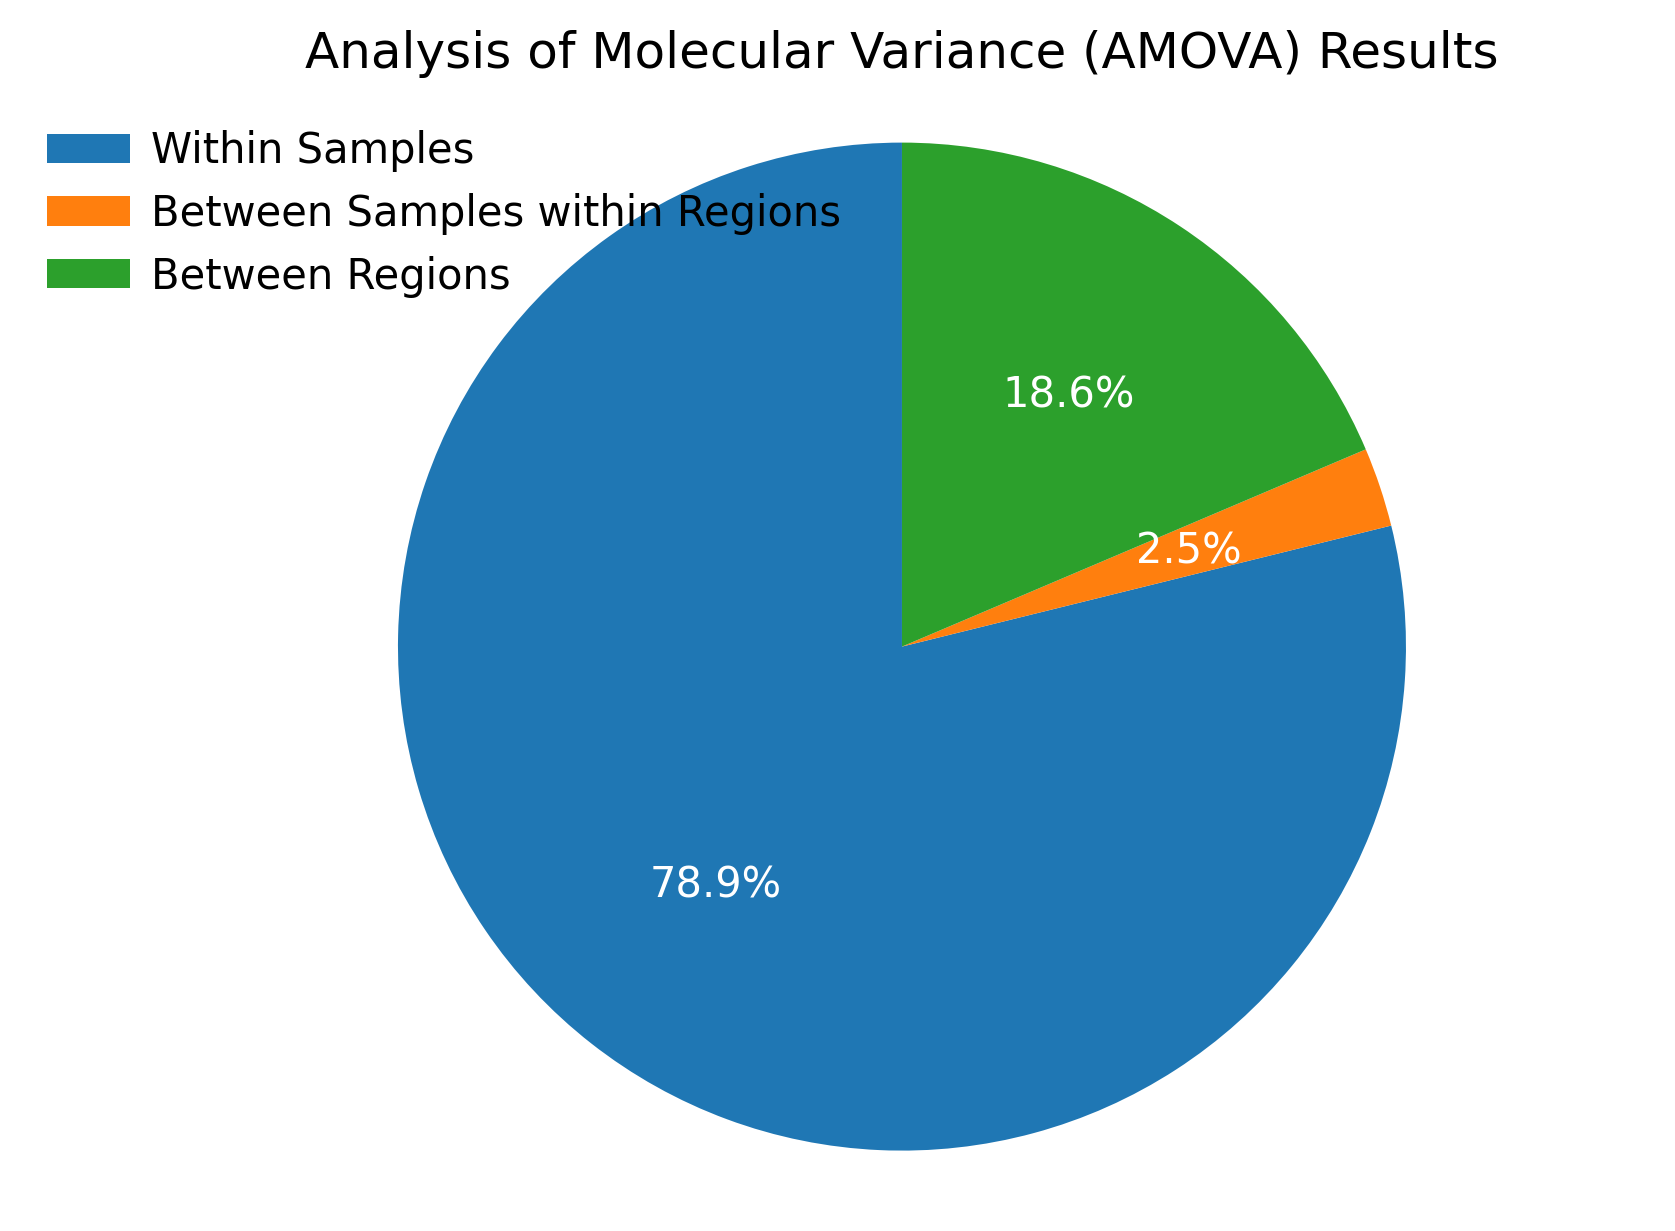 Analysis of Molecular Variance (AMOVA) Results
Within Samples
Between Samples within Regions
Between Regions
18.6%
2.5%
78.9%